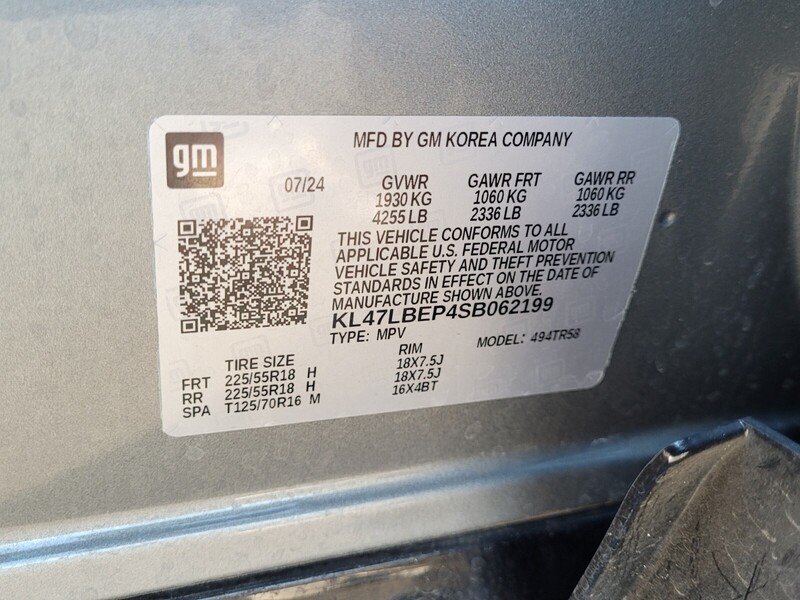 gm
MFD BY GM KOREA COMPANY
07/24 GVWR GAWR FRT GAWR RR
1930 KG 1060 KG 1060 KG
4255 LB 2336 LB 2336 LB
THIS VEHICLE CONFORMS TO ALL
APPLICABLE U.S. FEDERAL MOTOR
VEHICLE SAFETY AND THEFT PREVENTION
STANDARDS IN EFFECT ON THE DATE OF
MANUFACTURE SHOWN ABOVE.
KL47LBEP4SB062199
TYPE: MPV MODEL: 494TR58
TIRE SIZE RIM
FRT 225/55R18 H 18X7.5J
RR 225/55R18 H 18X7.5J
SPA T125/70R16 M 16X4BT